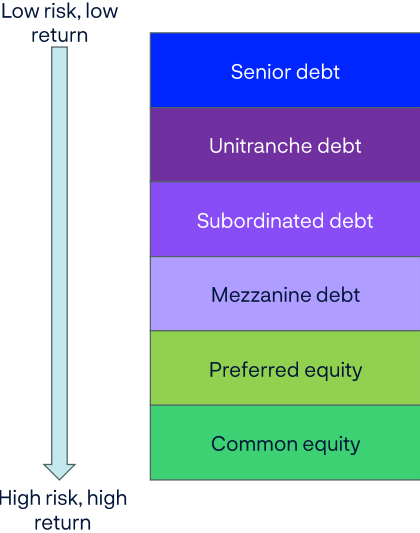 Low risk, low
return
Senior debt
Unitranche debt
Subordinated debt
Mezzanine debt
Preferred equity
Common equity
High risk, high
return